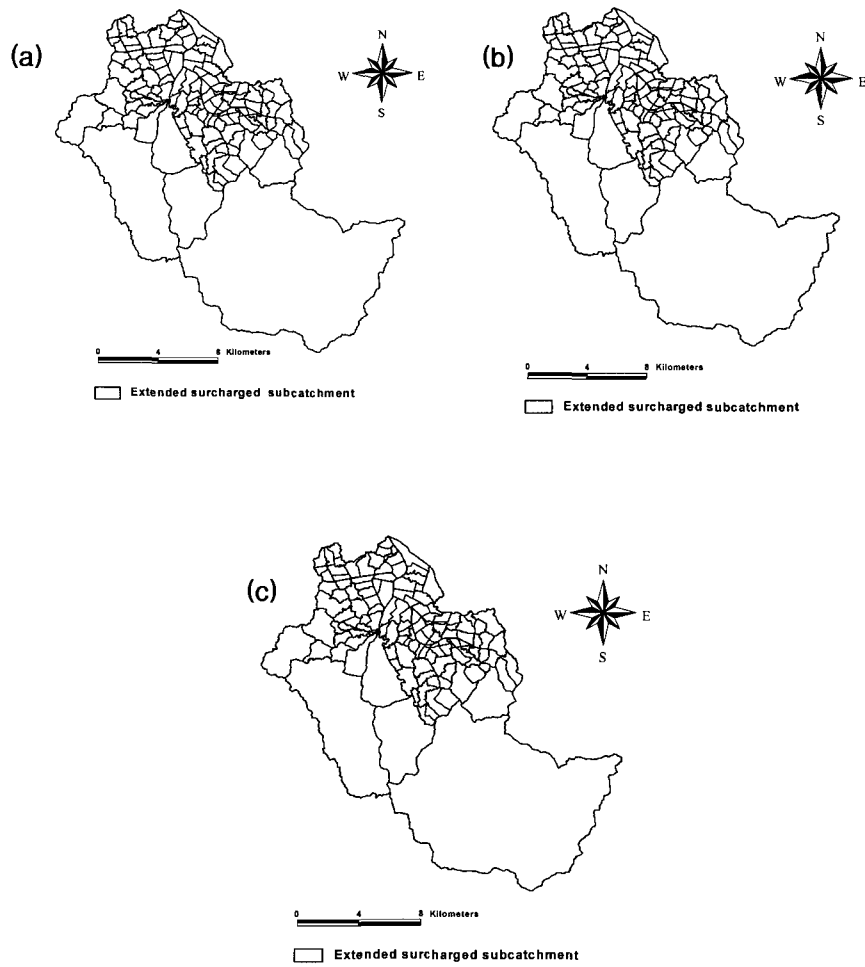 (a)
N
W E
S
0 4 8 Kilometers
Extended surcharged subcatchment
(b)
N
W E
S
0 4 8 Kilometers
Extended surcharged subcatchment
(c)
N
W E
S
0 4 8 Kilometers
Extended surcharged subcatchment